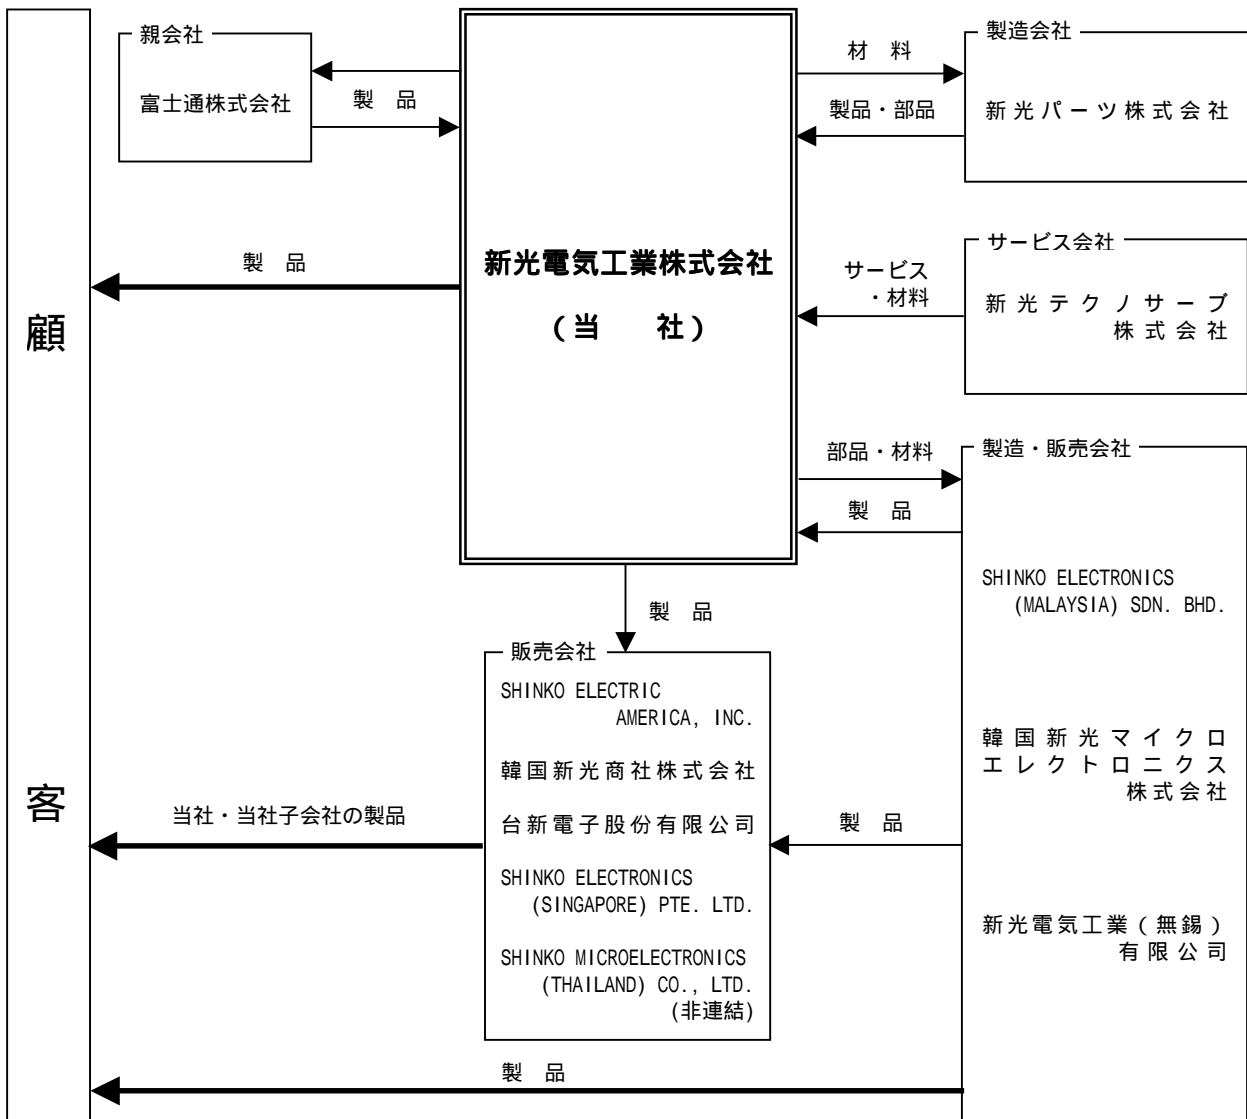 親会社
富士通株式会社
製 品
材 料
製品・部品
製造会社
新光パーツ株式会社
製 品
新光電気工業株式会社
(当 社)
サービス
・材料
サービス会社
新光テクノサーブ
株式会社
顧
客
部品・材料
製 品
製造・販売会社
SHINKO ELECTRONICS
(MALAYSIA) SDN. BHD.
韓国新光マイクロ
エレクトロニクス
株式会社
新光電気工業(無錫)
有限公司
製 品
販売会社
SHINKO ELECTRIC
AMERICA, INC.
韓国新光商社株式会社
台新電子股份有限公司
SHINKO ELECTRONICS
(SINGAPORE) PTE. LTD.
SHINKO MICROELECTRONICS
(THAILAND) CO., LTD.
(非連結)
当社・当社子会社の製品
製 品
製 品